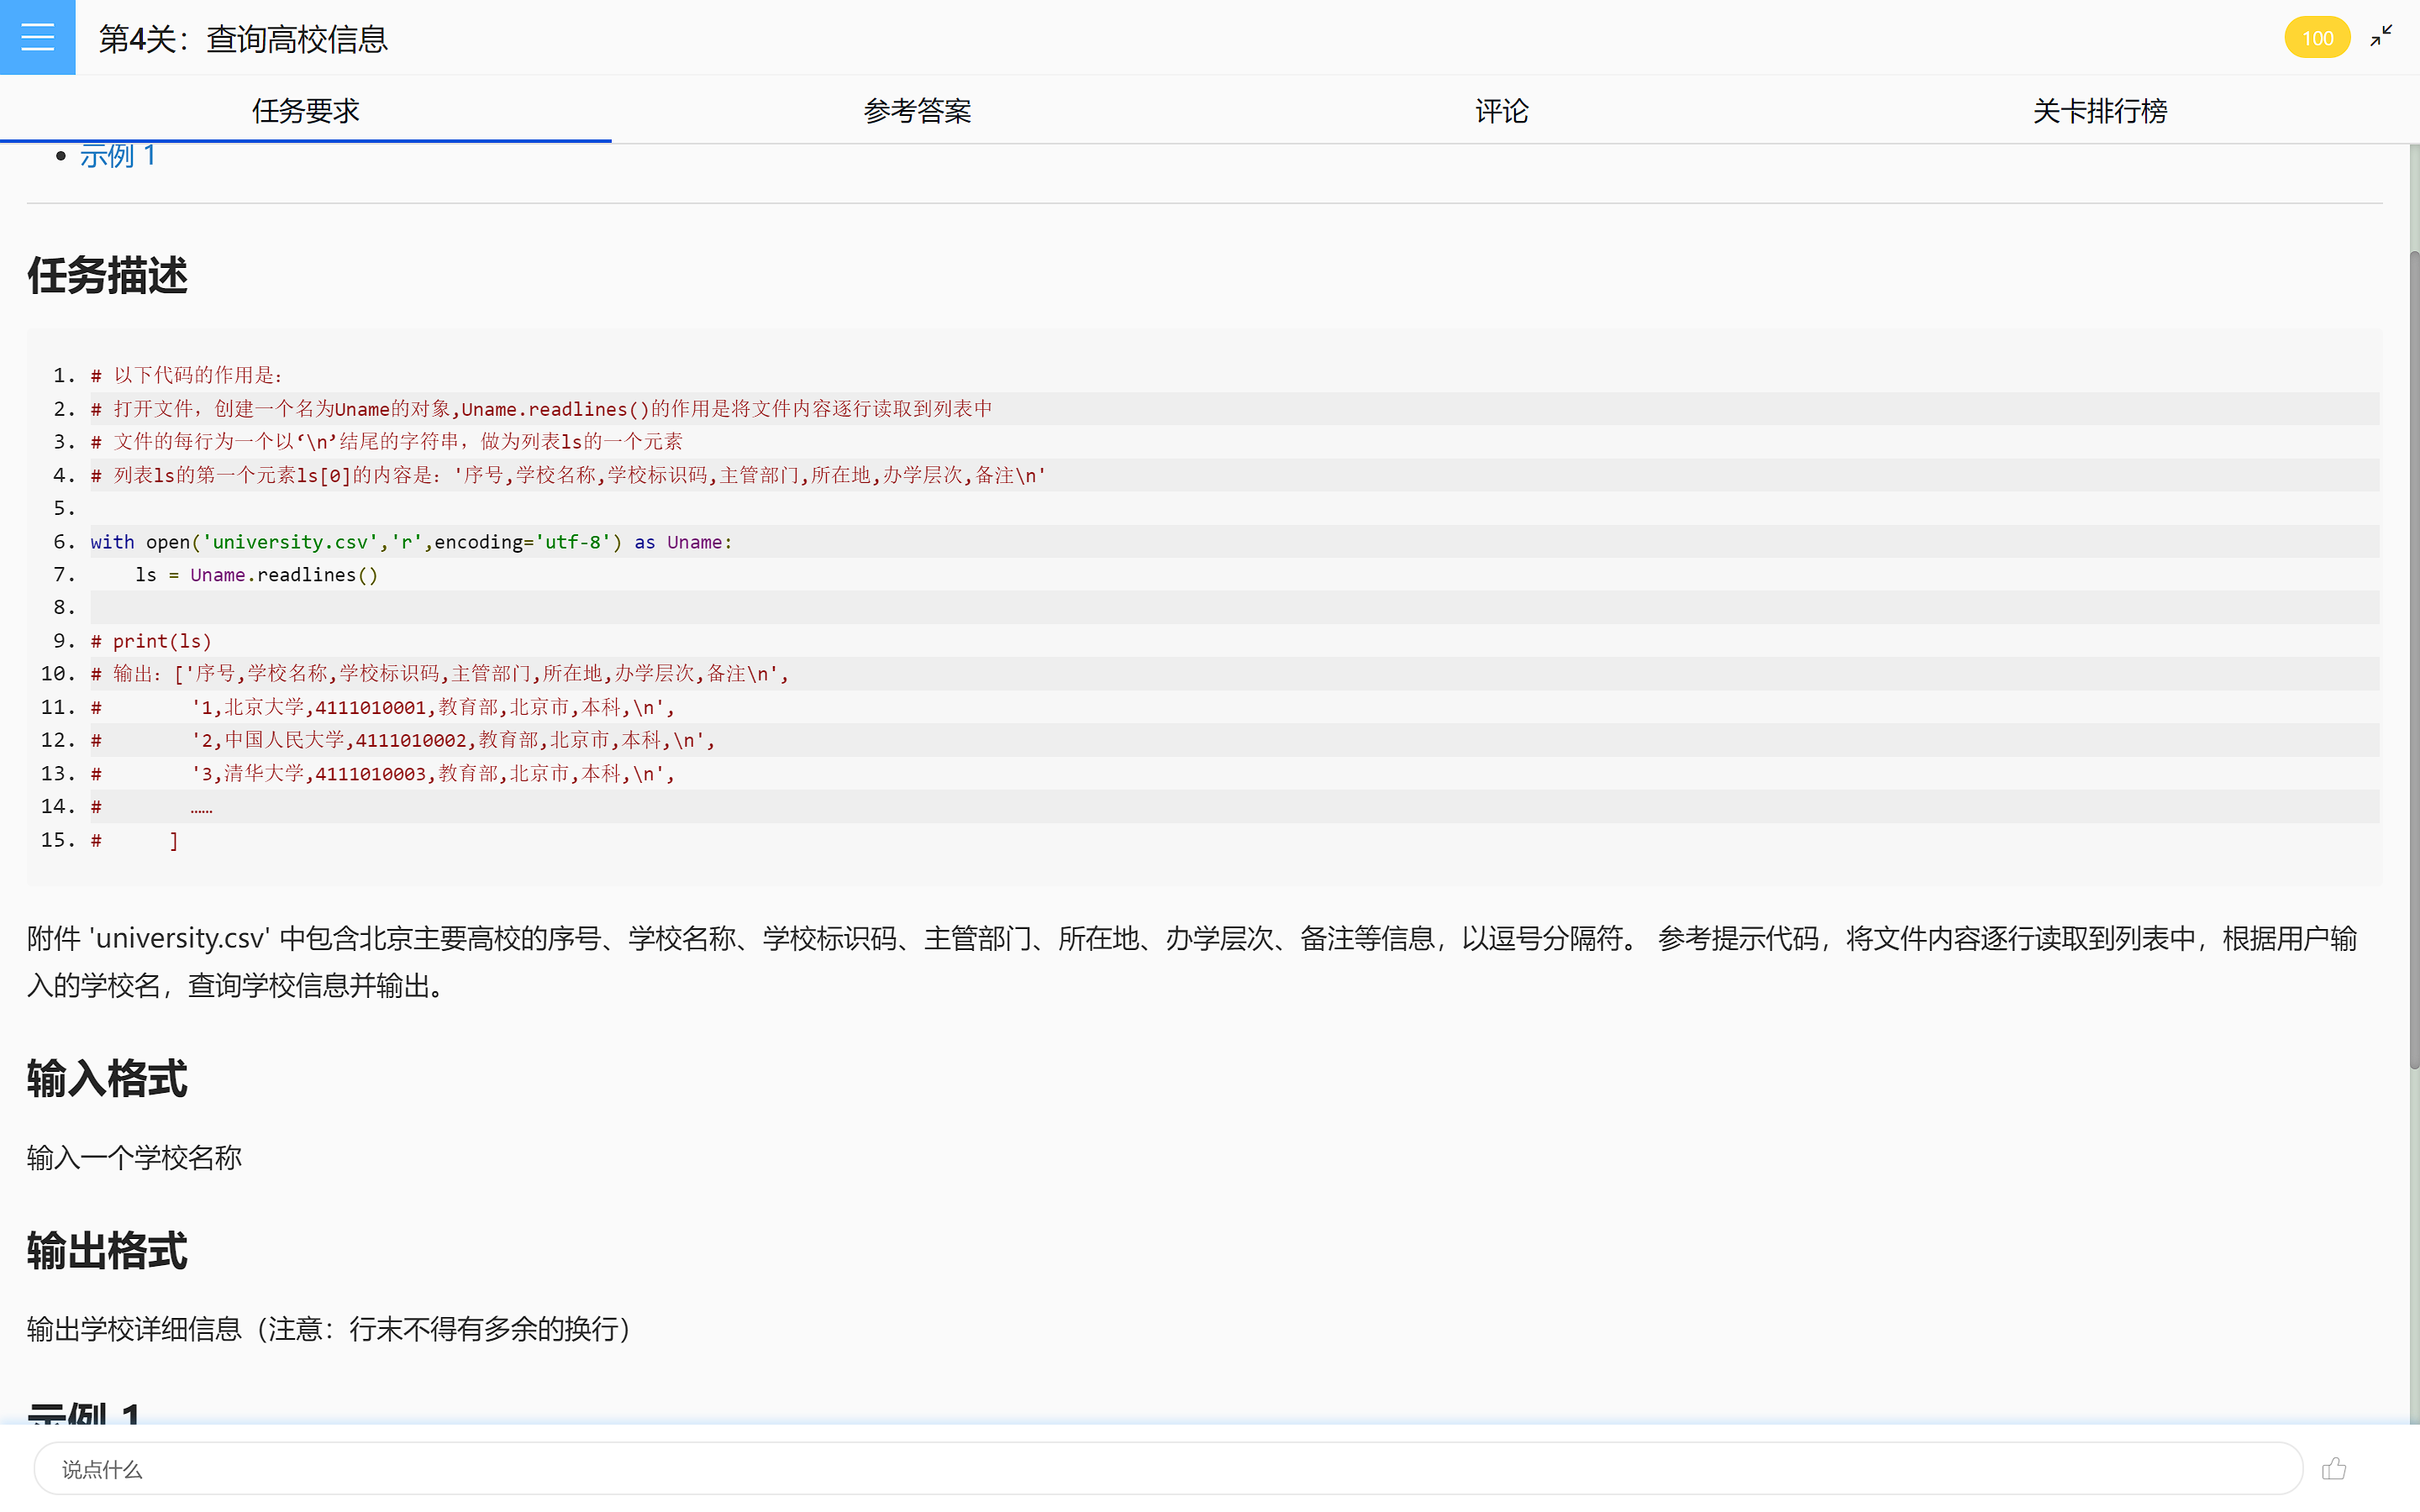 第4关：查询高校信息
100
任务要求 参考答案 评论 关卡排行榜
• 示例 1
任务描述
1. # 以下代码的作用是：
2. # 打开文件，创建一个名为Uname的对象,Uname.readlines()的作用是将文件内容逐行读取到列表中
3. # 文件的每行为一个以‘\n’结尾的字符串，做为列表ls的一个元素
4. # 列表ls的第一个元素ls[0]的内容是：'序号,学校名称,学校标识码,主管部门,所在地,办学层次,备注\n'
5.
6. with open('university.csv','r',encoding='utf-8') as Uname:
7.     ls = Uname.readlines()
8.
9. # print(ls)
10. # 输出：['序号,学校名称,学校标识码,主管部门,所在地,办学层次,备注\n',
11. #        '1,北京大学,4111010001,教育部,北京市,本科,\n',
12. #        '2,中国人民大学,4111010002,教育部,北京市,本科,\n',
13. #        '3,清华大学,4111010003,教育部,北京市,本科,\n',
14. #        ……
15. #      ]
附件 'university.csv' 中包含北京主要高校的序号、学校名称、学校标识码、主管部门、所在地、办学层次、备注等信息，以逗号分隔符。 参考提示代码，将文件内容逐行读取到列表中，根据用户输
入的学校名，查询学校信息并输出。
输入格式
输入一个学校名称
输出格式
输出学校详细信息（注意：行末不得有多余的换行）
示例 1
说点什么